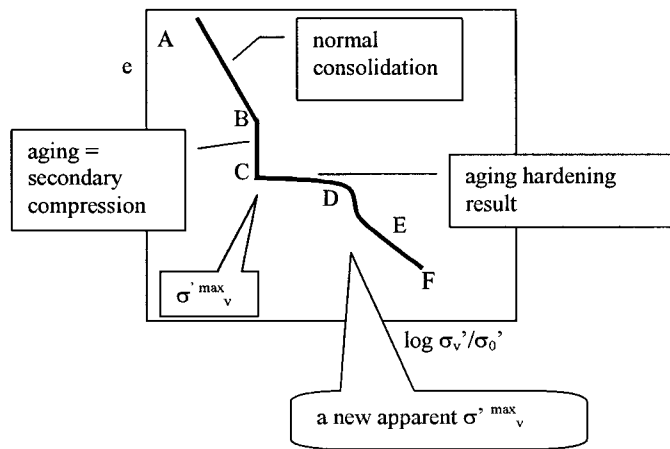 A
normal
consolidation
e
B
aging =
secondary
compression
C
D
aging hardening
result
E
σ' max v
F
log σv'/σ0'
a new apparent σ' max v